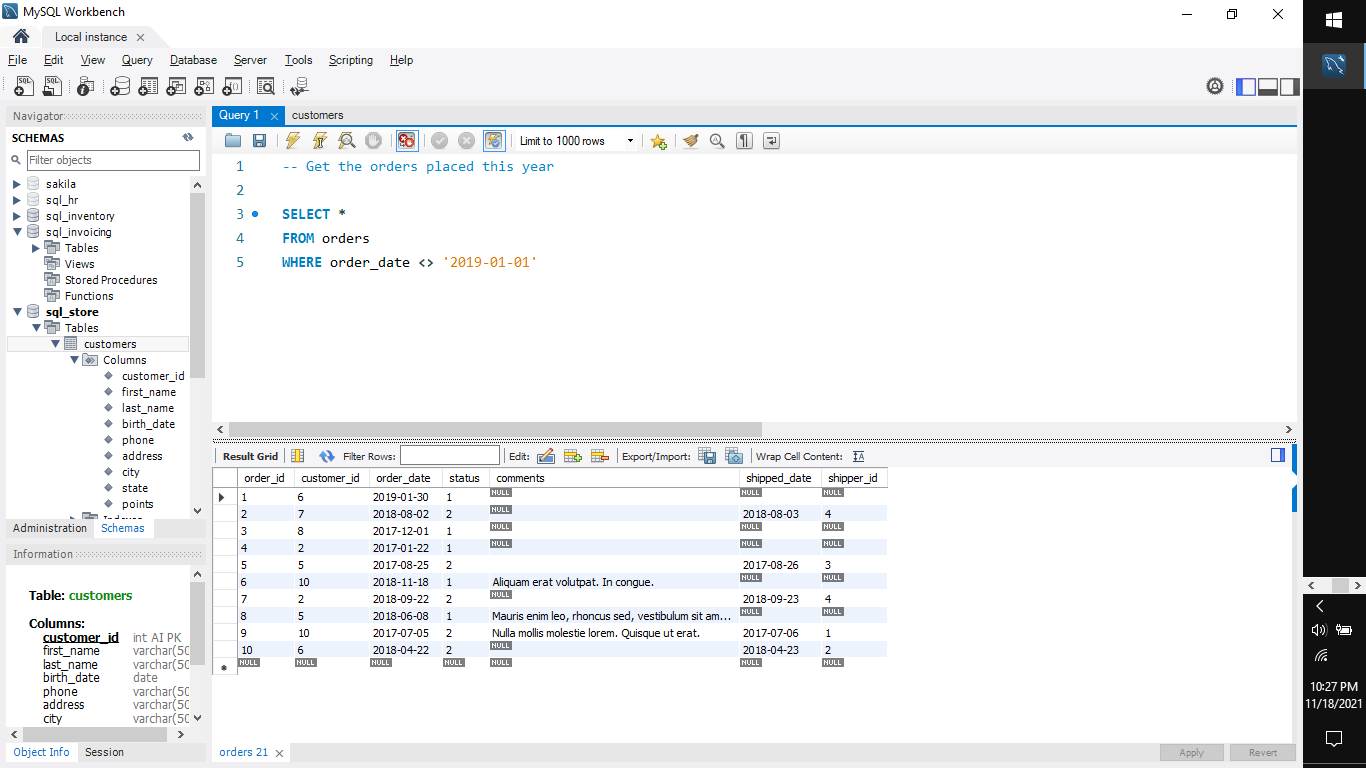 MySQL Workbench
Local instance
File Edit View Query Database Server Tools Scripting Help
Navigator
SCHEMAS
Filter objects
sakila
sql_hr
sql_inventory
sql_invoicing
Tables
Views
Stored Procedures
Functions
sql_store
Tables
customers
Columns
customer_id
first_name
last_name
birth_date
phone
address
city
state
points
Administration Schemas
Information
Table: customers
Columns:
customer_id int AI PK
first_name varchar(50
last_name varchar(50
birth_date date
phone varchar(50
address varchar(50
city varchar(50
Object Info Session
Query 1 customers
Limit to 1000 rows
1 -- Get the orders placed this year
2
3 SELECT *
4 FROM orders
5 WHERE order_date <> '2019-01-01'
Result Grid Filter Rows: Edit: Export/Import: Wrap Cell Content:
order_id customer_id order_date status comments shipped_date shipper_id
1 6 2019-01-30 1 NULL NULL NULL
2 7 2018-08-02 2 NULL 2018-08-03 4
3 8 2017-12-01 1 NULL NULL NULL
4 2 2017-01-22 1 NULL NULL NULL
5 5 2017-08-25 2 2017-08-26 3
6 10 2018-11-18 1 Aliquam erat volutpat. In congue. NULL NULL
7 2 2018-09-22 2 NULL 2018-09-23 4
8 5 2018-06-08 1 Mauris enim leo, rhoncus sed, vestibulum sit am... NULL NULL
9 10 2017-07-05 2 Nulla mollis molestie lorem. Quisque ut erat. 2017-07-06 1
10 6 2018-04-22 2 NULL 2018-04-23 2
NULL NULL NULL NULL NULL NULL NULL
orders 21
Apply Revert
10:27 PM
11/18/2021